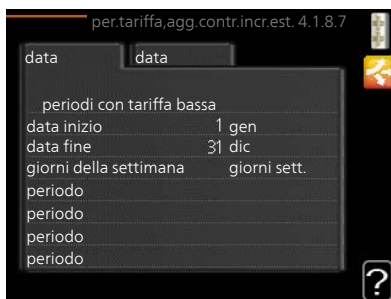 per.tariffa,agg.contr.incr.est. 4.1.8.7
data data
periodi con tariffa bassa
data inizio 1 gen
data fine 31 dic
giorni della settimana giorni sett.
periodo
periodo
periodo
periodo
?